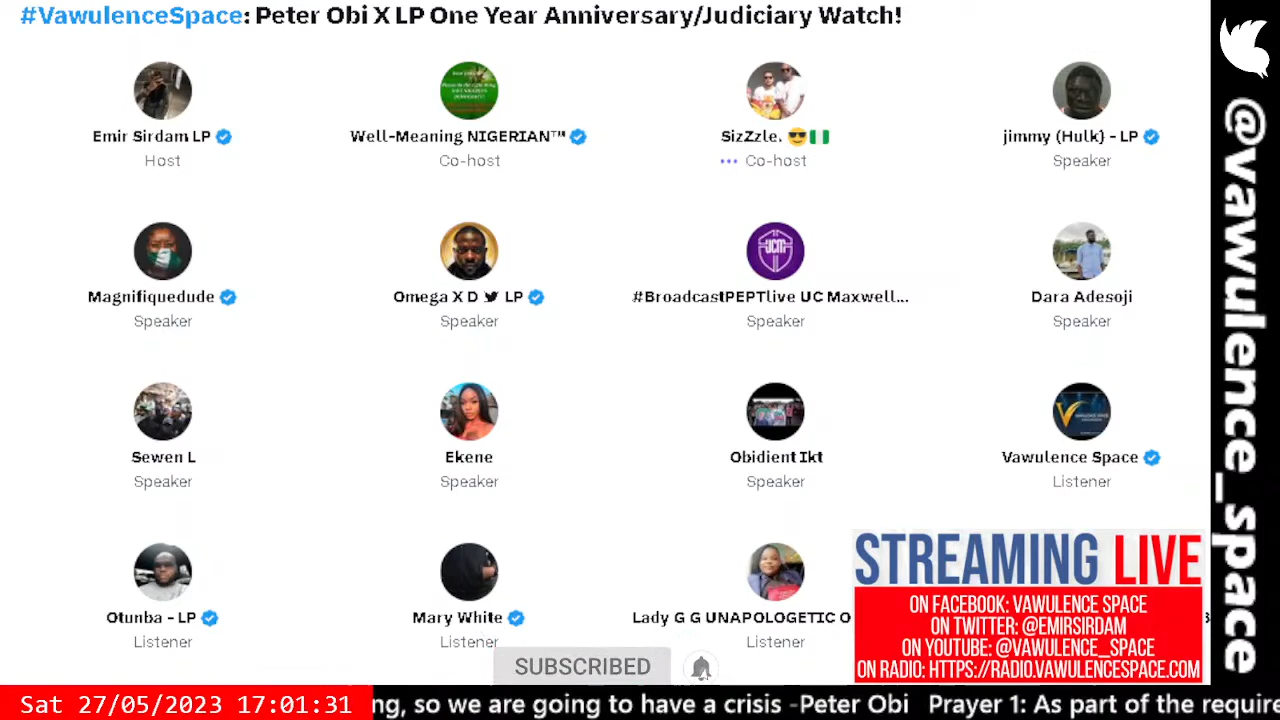 #VawulenceSpace: Peter Obi X LP One Year Anniversary/Judiciary Watch!
Emir Sirdam LP
Host
Well-Meaning NIGERIAN™
Co-host
SizZzle. 😎🇳🇬
••• Co-host
jimmy (Hulk) - LP
Speaker
Magnifiquedude
Speaker
Omega X D LP
Speaker
JCM
#BroadcastPEPTlive UC Maxwell...
Speaker
Dara Adesoji
Speaker
Sewen L
Speaker
Ekene
Speaker
Obidient Ikt
Speaker
Vawulence Space
Listener
Otunba - LP
Listener
Mary White
Listener
Lady G G UNAPOLOGETIC O
Listener
STREAMING LIVE
ON FACEBOOK: VAWULENCE SPACE
ON TWITTER: @EMIRSIRDAM
ON YOUTUBE: @VAWULENCE_SPACE
ON RADIO: HTTPS://RADIO.VAWULENCESPACE.COM
SUBSCRIBED
@vawulence_space
Sat 27/05/2023 17:01:31
ng, so we are going to have a crisis -Peter Obi Prayer 1: As part of the require